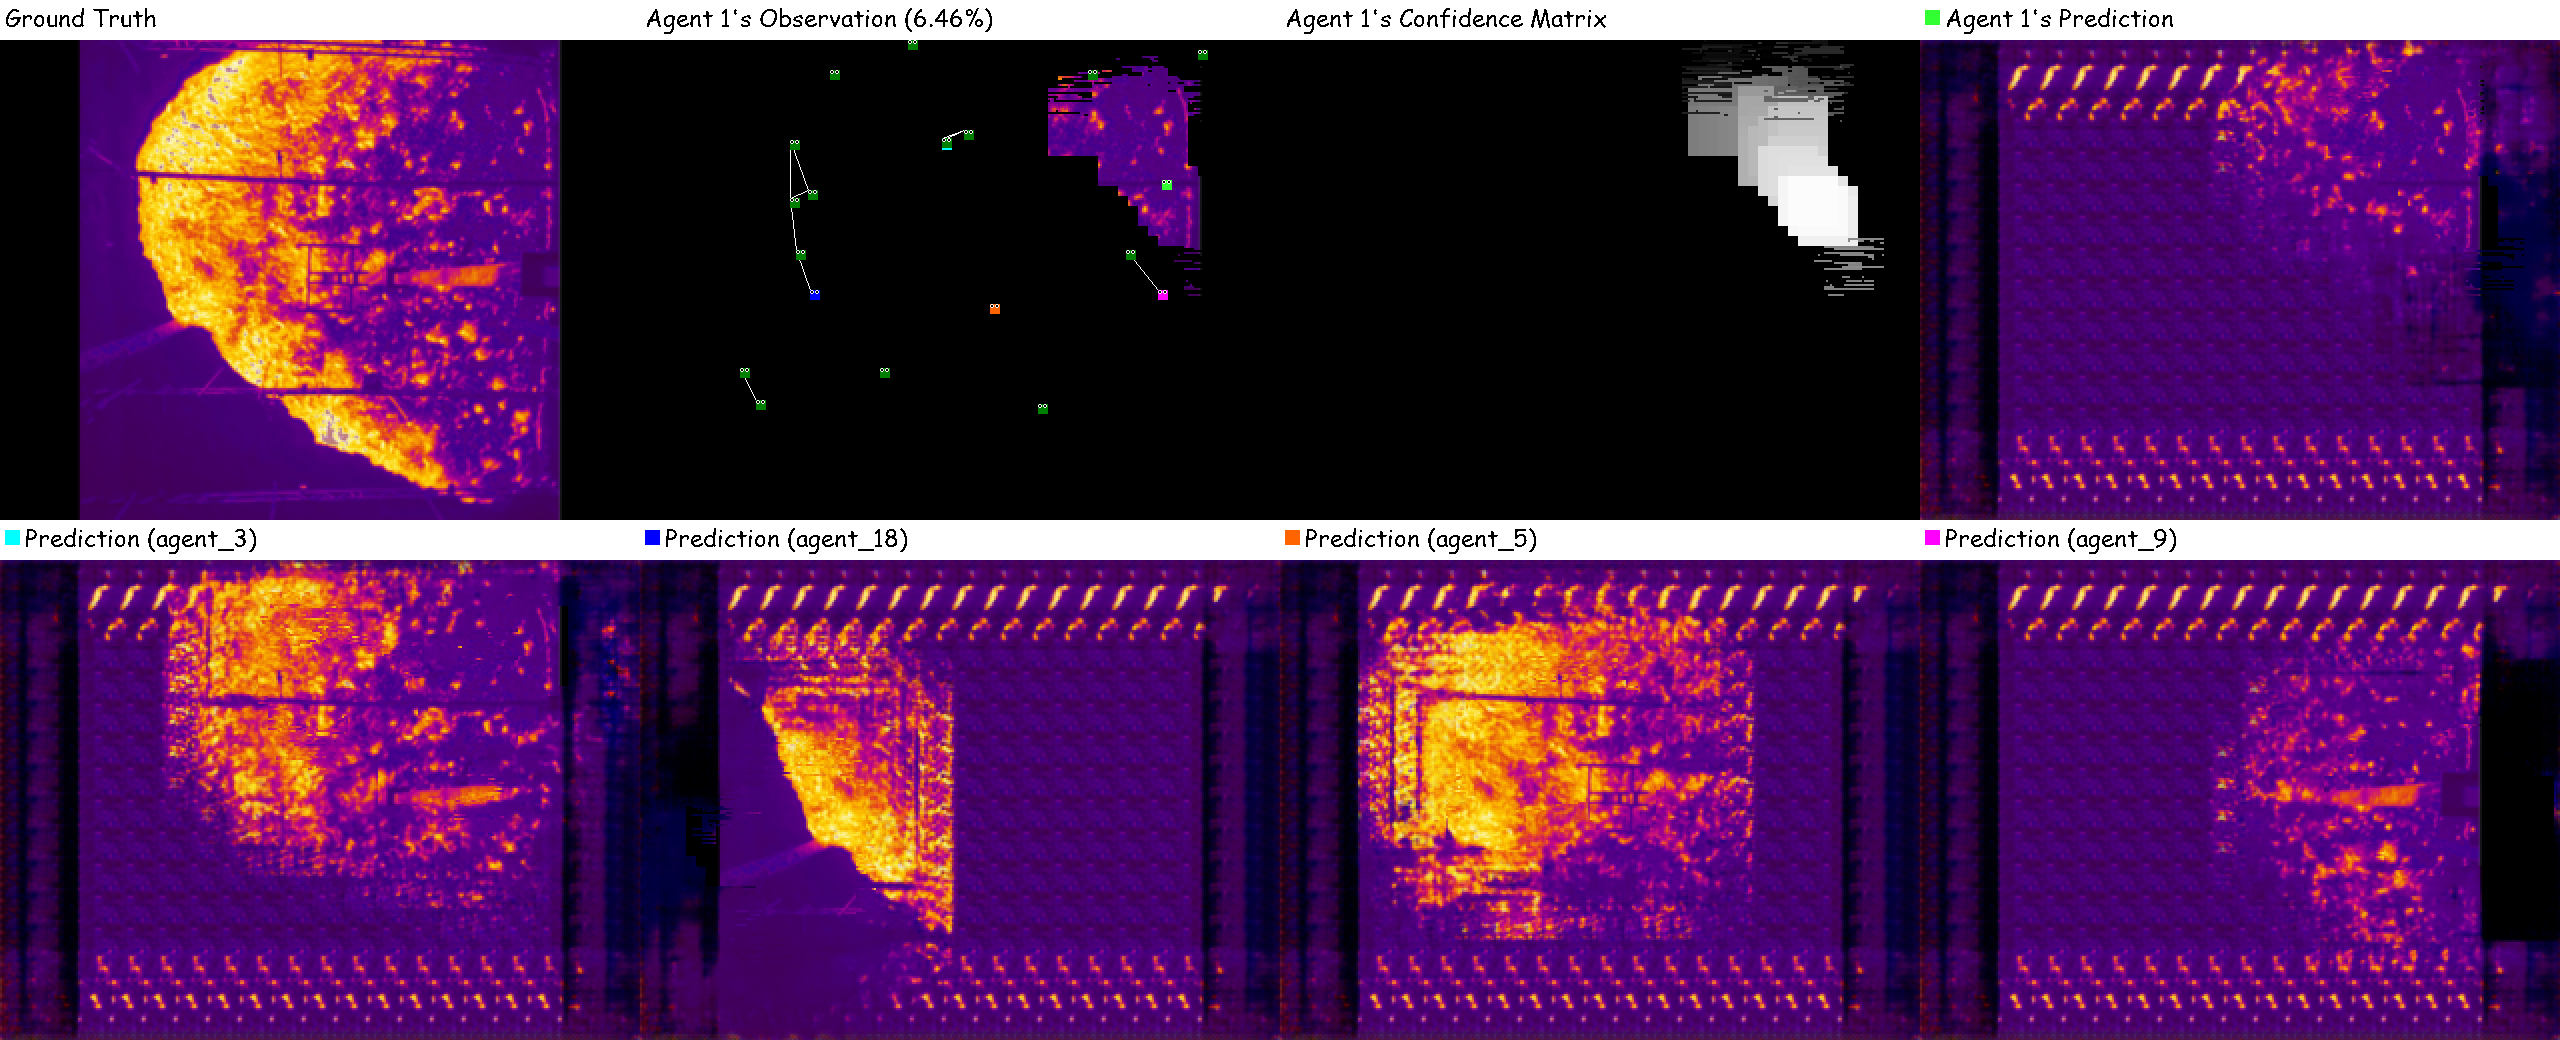 Ground Truth
Agent 1's Observation (6.46%)
Agent 1's Confidence Matrix
Agent 1's Prediction
Prediction (agent_3)
Prediction (agent_18)
Prediction (agent_5)
Prediction (agent_9)